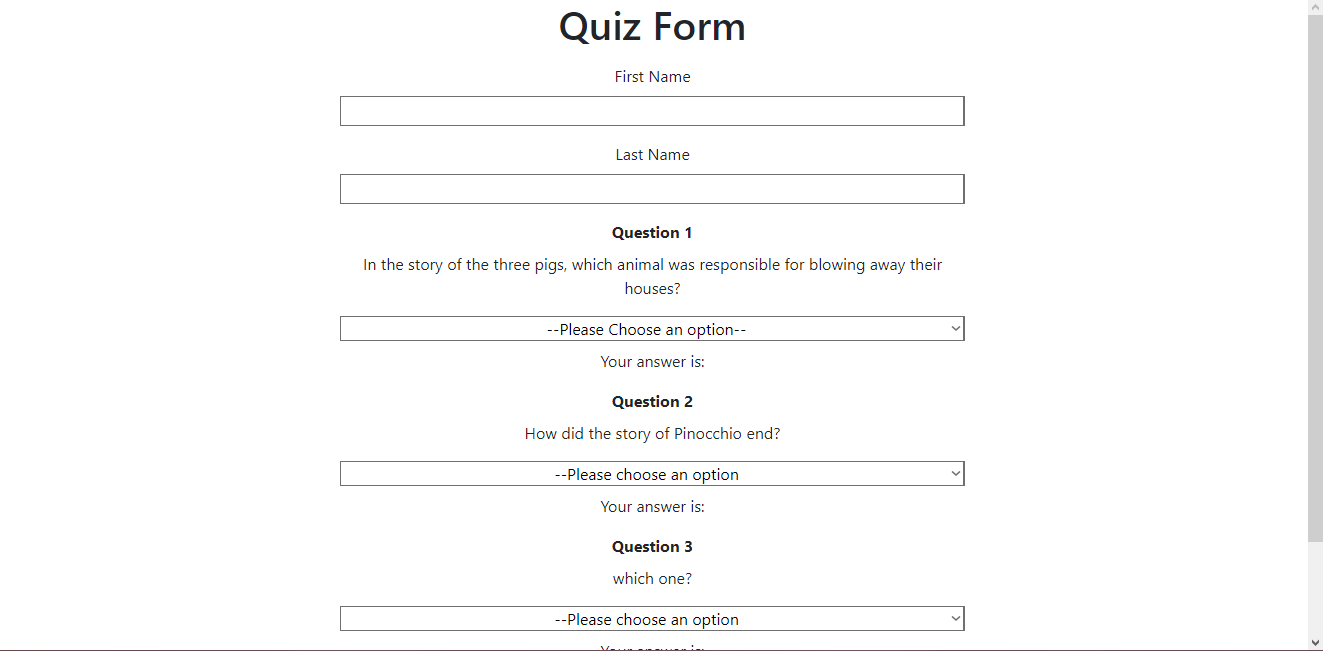 Quiz Form
First Name
Last Name
Question 1
In the story of the three pigs, which animal was responsible for blowing away their
houses?
--Please Choose an option--
Your answer is:
Question 2
How did the story of Pinocchio end?
--Please choose an option
Your answer is:
Question 3
which one?
--Please choose an option